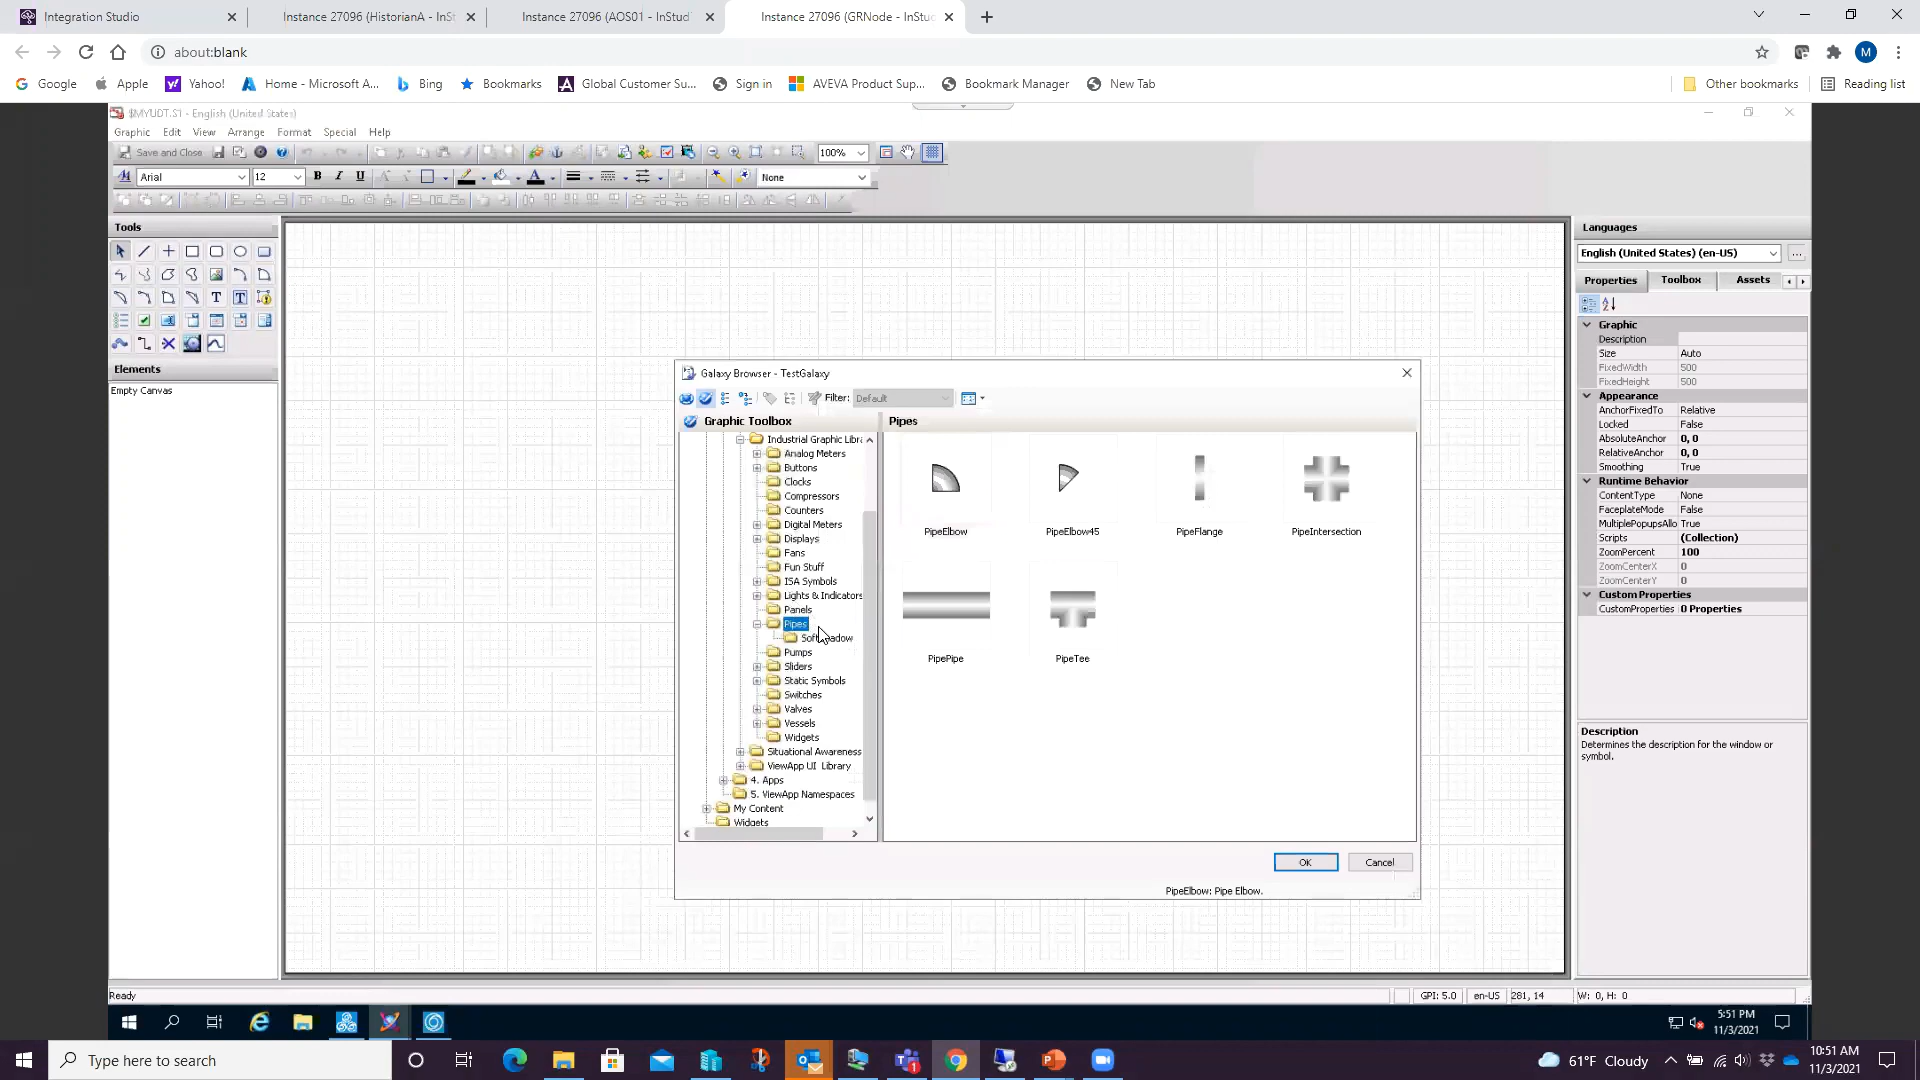 Integration Studio
Instance 27096 (HistorianA - InSt
Instance 27096 (AOS01 - InStud
Instance 27096 (GRNode - InStuc
about:blank
M
Google
Apple
Yahoo!
Home - Microsoft A...
Bing
Bookmarks
Global Customer Su...
Sign in
AVEVA Product Sup...
Bookmark Manager
New Tab
Other bookmarks
Reading list
$MYUDT.S1 - English (United States)
Graphic Edit View Arrange Format Special Help
Save and Close
100%
Arial
12
B I U
None
Tools
Elements
Empty Canvas
Galaxy Browser - TestGalaxy
Filter: Default
Graphic Toolbox
Pipes
Industrial Graphic Libra
Analog Meters
Buttons
Clocks
Compressors
Counters
Digital Meters
Displays
Fans
Fun Stuff
ISA Symbols
Lights & Indicators
Panels
Pipes
Pumps
Sliders
Static Symbols
Switches
Valves
Vessels
Widgets
Situational Awareness
ViewApp UI Library
4. Apps
5. ViewApp Namespaces
My Content
Widgets
PipeElbow
PipeElbow45
PipeFlange
PipeIntersection
PipePipe
PipeTee
OK
Cancel
PipeElbow: Pipe Elbow.
Languages
English (United States) (en-US)
Properties
Toolbox
Assets
Graphic
Description
Size Auto
FixedWidth 500
FixedHeight 500
Appearance
AnchorFixedTo Relative
Locked False
AbsoluteAnchor 0, 0
RelativeAnchor 0, 0
Smoothing True
Runtime Behavior
ContentType None
FaceplateMode False
MultiplePopupsAllo True
Scripts (Collection)
ZoomPercent 100
ZoomCenterX 0
ZoomCenterY 0
Custom Properties
CustomProperties 0 Properties
Description
Determines the description for the window or
symbol.
Ready
GPI: 5.0
en-US
281, 14
W: 0, H: 0
5:51 PM
11/3/2021
Type here to search
61°F Cloudy
10:51 AM
11/3/2021